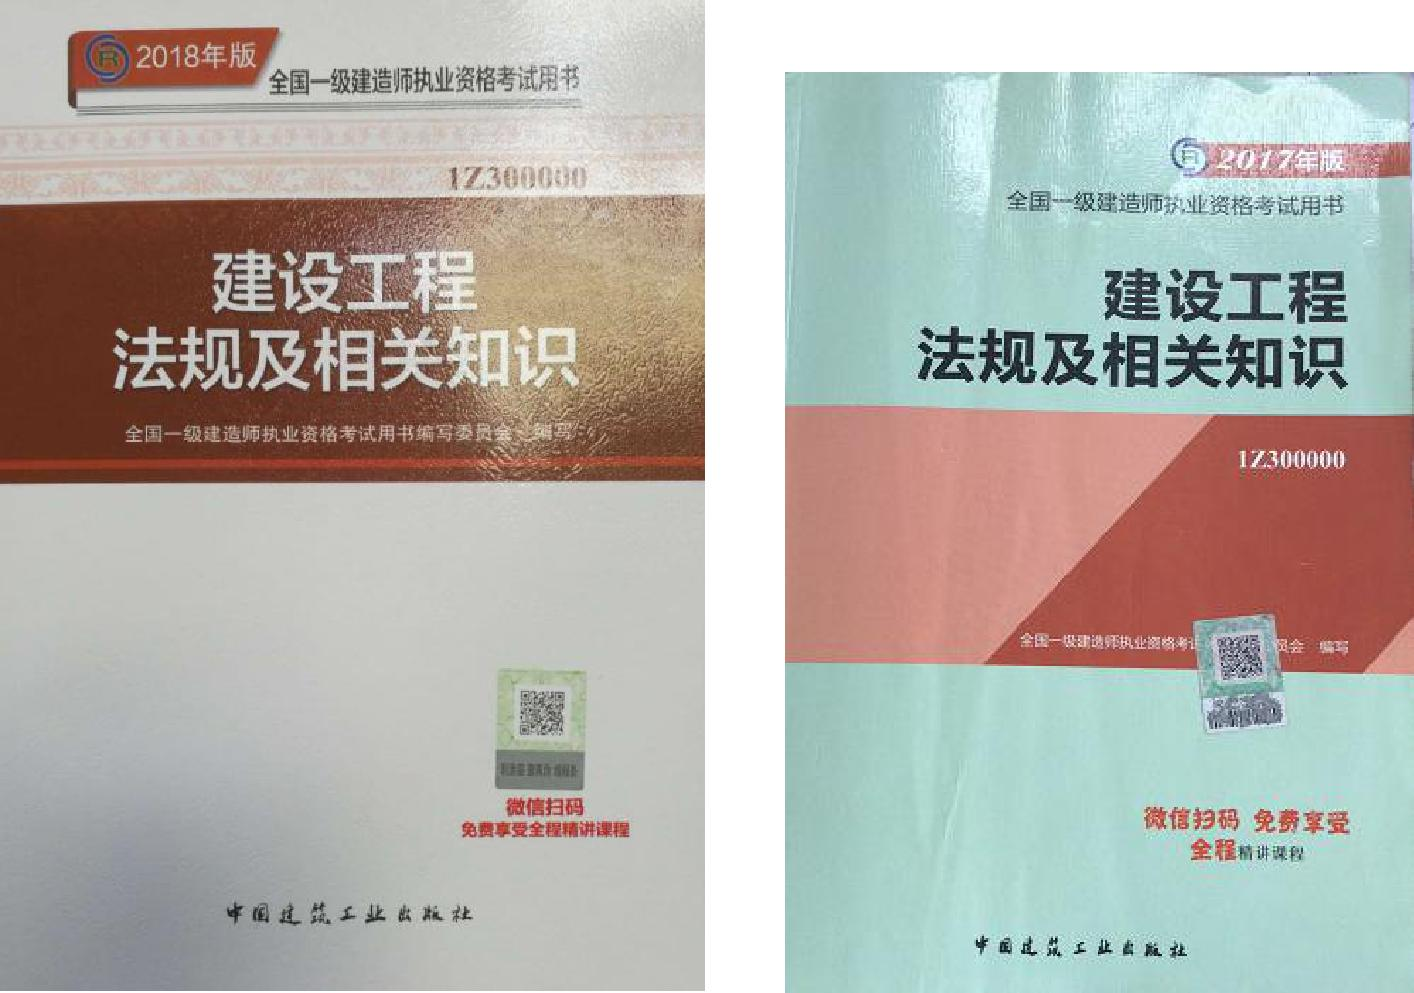 2018年版
全国一级建造师执业资格考试用书
1Z300000
建设工程
法规及相关知识
全国一级建造师执业资格考试用书编写委员会 编写
微信扫码
免费享受全程精讲课程
中国建筑工业出版社
2017年版
全国一级建造师执业资格考试用书
建设工程
法规及相关知识
1Z300000
全国一级建造师执业资格考 员会 编写
微信扫码 免费享受
全程精讲课程
中国建筑工业出版社